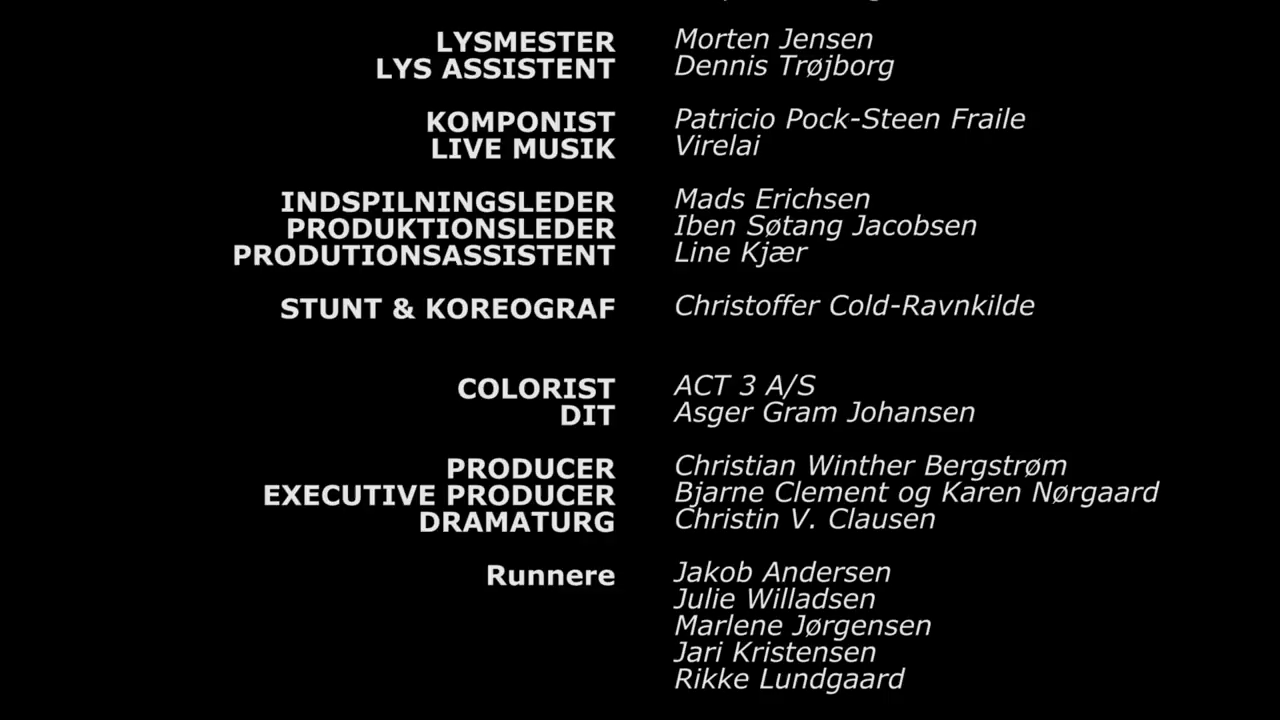 LYSMESTER Morten Jensen
LYS ASSISTENT Dennis Trøjborg
KOMPONIST Patricio Pock-Steen Fraile
LIVE MUSIK Virelai
INDSPILNINGSLEDER Mads Erichsen
PRODUKTIONSLEDER Iben Søtang Jacobsen
PRODUTIONSASSISTENT Line Kjær
STUNT & KOREOGRAF Christoffer Cold-Ravnkilde
COLORIST ACT 3 A/S
DIT Asger Gram Johansen
PRODUCER Christian Winther Bergstrøm
EXECUTIVE PRODUCER Bjarne Clement og Karen Nørgaard
DRAMATURG Christin V. Clausen
Runnere Jakob Andersen
Julie Willadsen
Marlene Jørgensen
Jari Kristensen
Rikke Lundgaard